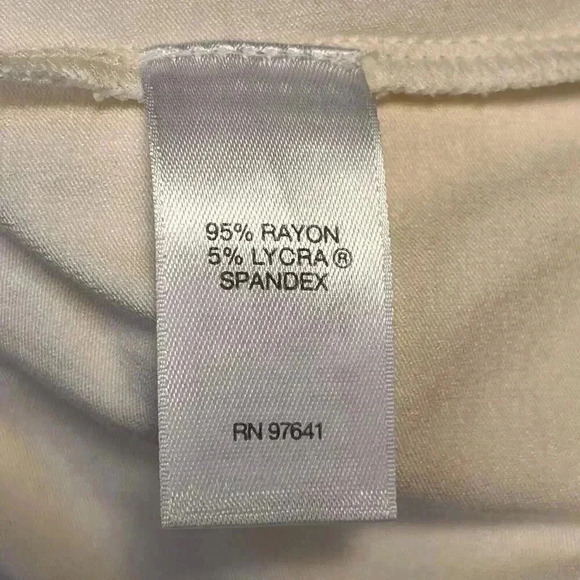 95% RAYON
5% LYCRA®
SPANDEX
RN 97641